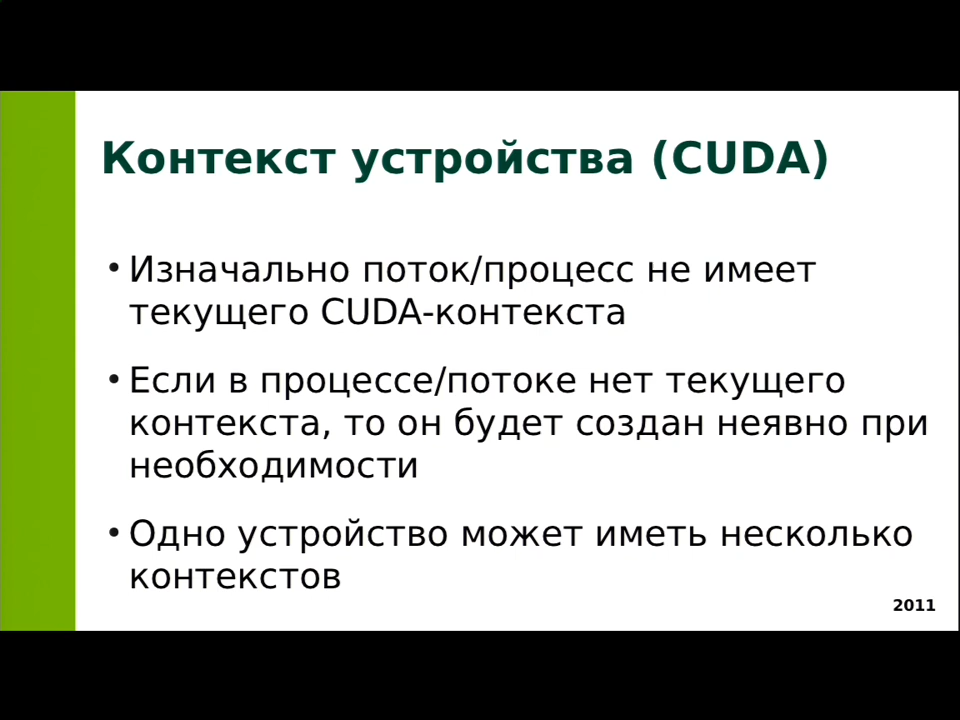 Контекст устройства (CUDA)
• Изначально поток/процесс не имеет
текущего CUDA-контекста
• Если в процессе/потоке нет текущего
контекста, то он будет создан неявно при
необходимости
• Одно устройство может иметь несколько
контекстов
2011